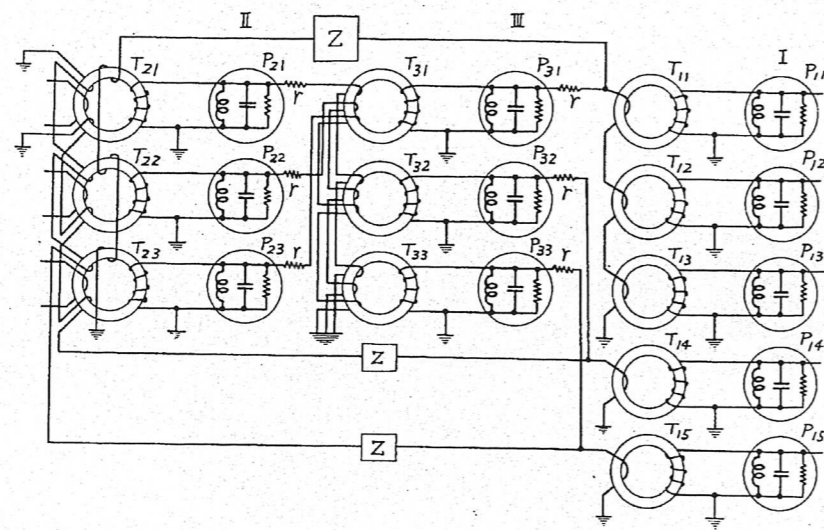 II
III
I
Z
T21
P21
r
T31
P31
r
T11
P11
T22
P22
r
T32
P32
r
T12
P12
T23
P23
r
T33
P33
r
T13
P13
Z
T14
P14
Z
T15
P15